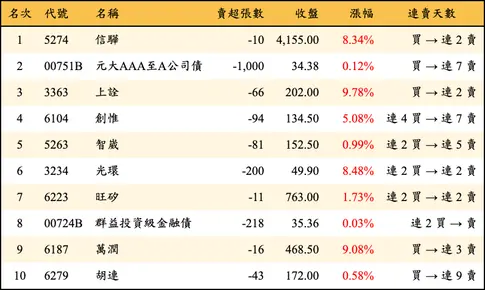 名次 代號 名稱 賣超張數 收盤 漲幅 連賣天數
1 5274 信驊 -10 4,155.00 8.34% 買→連 2 賣
2 00751B 元大AAA至A公司債 -1,000 34.38 0.12% 買→連 7 賣
3 3363 上詮 -66 202.00 9.78% 買→連 2 賣
4 6104 創惟 -94 134.50 5.08% 連 4 買→連 7 賣
5 5263 智崴 -81 152.50 0.99% 連 2 買→連 5 賣
6 3234 光環 -200 49.90 8.48% 連 2 買→連 2 賣
7 6223 旺矽 -11 763.00 1.73% 連 2 買→連 2 賣
8 00724B 群益投資級金融債 -218 35.36 0.03% 連 2 買→賣
9 6187 萬潤 -16 468.50 9.08% 買→連 3 賣
10 6279 胡連 -43 172.00 0.58% 買→連 9 賣